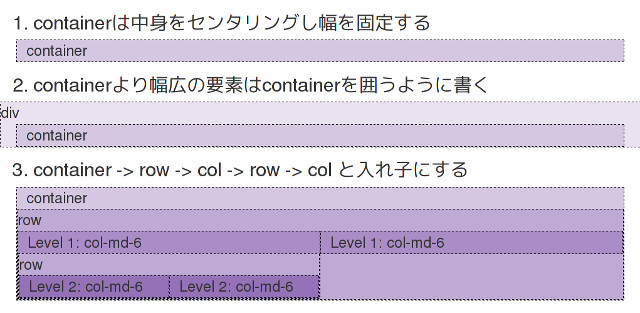 1. containerは中身をセンタリングし幅を固定する
container
2. containerより幅広の要素はcontainerを囲うように書く
div
container
3. container -> row -> col -> row -> col と入れ子にする
container
row
Level 1: col-md-6 Level 1: col-md-6
row
Level 2: col-md-6 Level 2: col-md-6